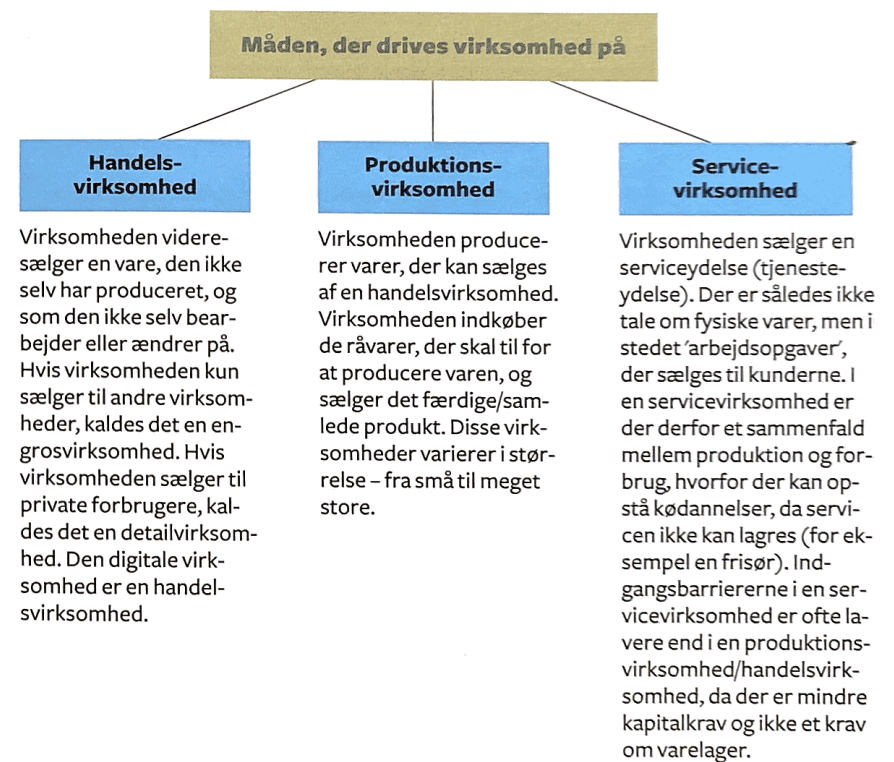 Måden, der drives virksomhed på
Handels-
virksomhed
Virksomheden videre-
sælger en vare, den ikke
selv har produceret, og
som den ikke selv bear-
bejder eller ændrer på.
Hvis virksomheden kun
sælger til andre virksom-
heder, kaldes det en en-
grosvirksomhed. Hvis
virksomheden sælger til
private forbrugere, kal-
des det en detailvirksom-
hed. Den digitale virk-
somhed er en handel-
svirksomhed.
Produktions-
virksomhed
Virksomheden produce-
rer varer, der kan sælges
af en handelsvirksomhed.
Virksomheden indkøber
de råvarer, der skal til for
at producere varen, og
sælger det færdige/sam-
lede produkt. Disse virk-
somheder varierer i stør-
relse – fra små til meget
store.
Service-
virksomhed
Virksomheden sælger en
serviceydelse (tjeneste-
ydelse). Der er således ikke
tale om fysiske varer, men i
stedet 'arbejdsopgaver',
der sælges til kunderne. I
en servicevirksomhed er
der derfor et sammenfald
mellem produktion og for-
brug, hvorfor der kan op-
stå kødannelser, da servi-
cen ikke kan lagres (for ek-
sempel en frisør). Ind-
gangsbarriererne i en ser-
vicevirksomhed er ofte la-
vere end i en produktions-
virksomhed/handelsvirk-
somhed, da der er mindre
kapitalkrav og ikke et krav
om varelager.